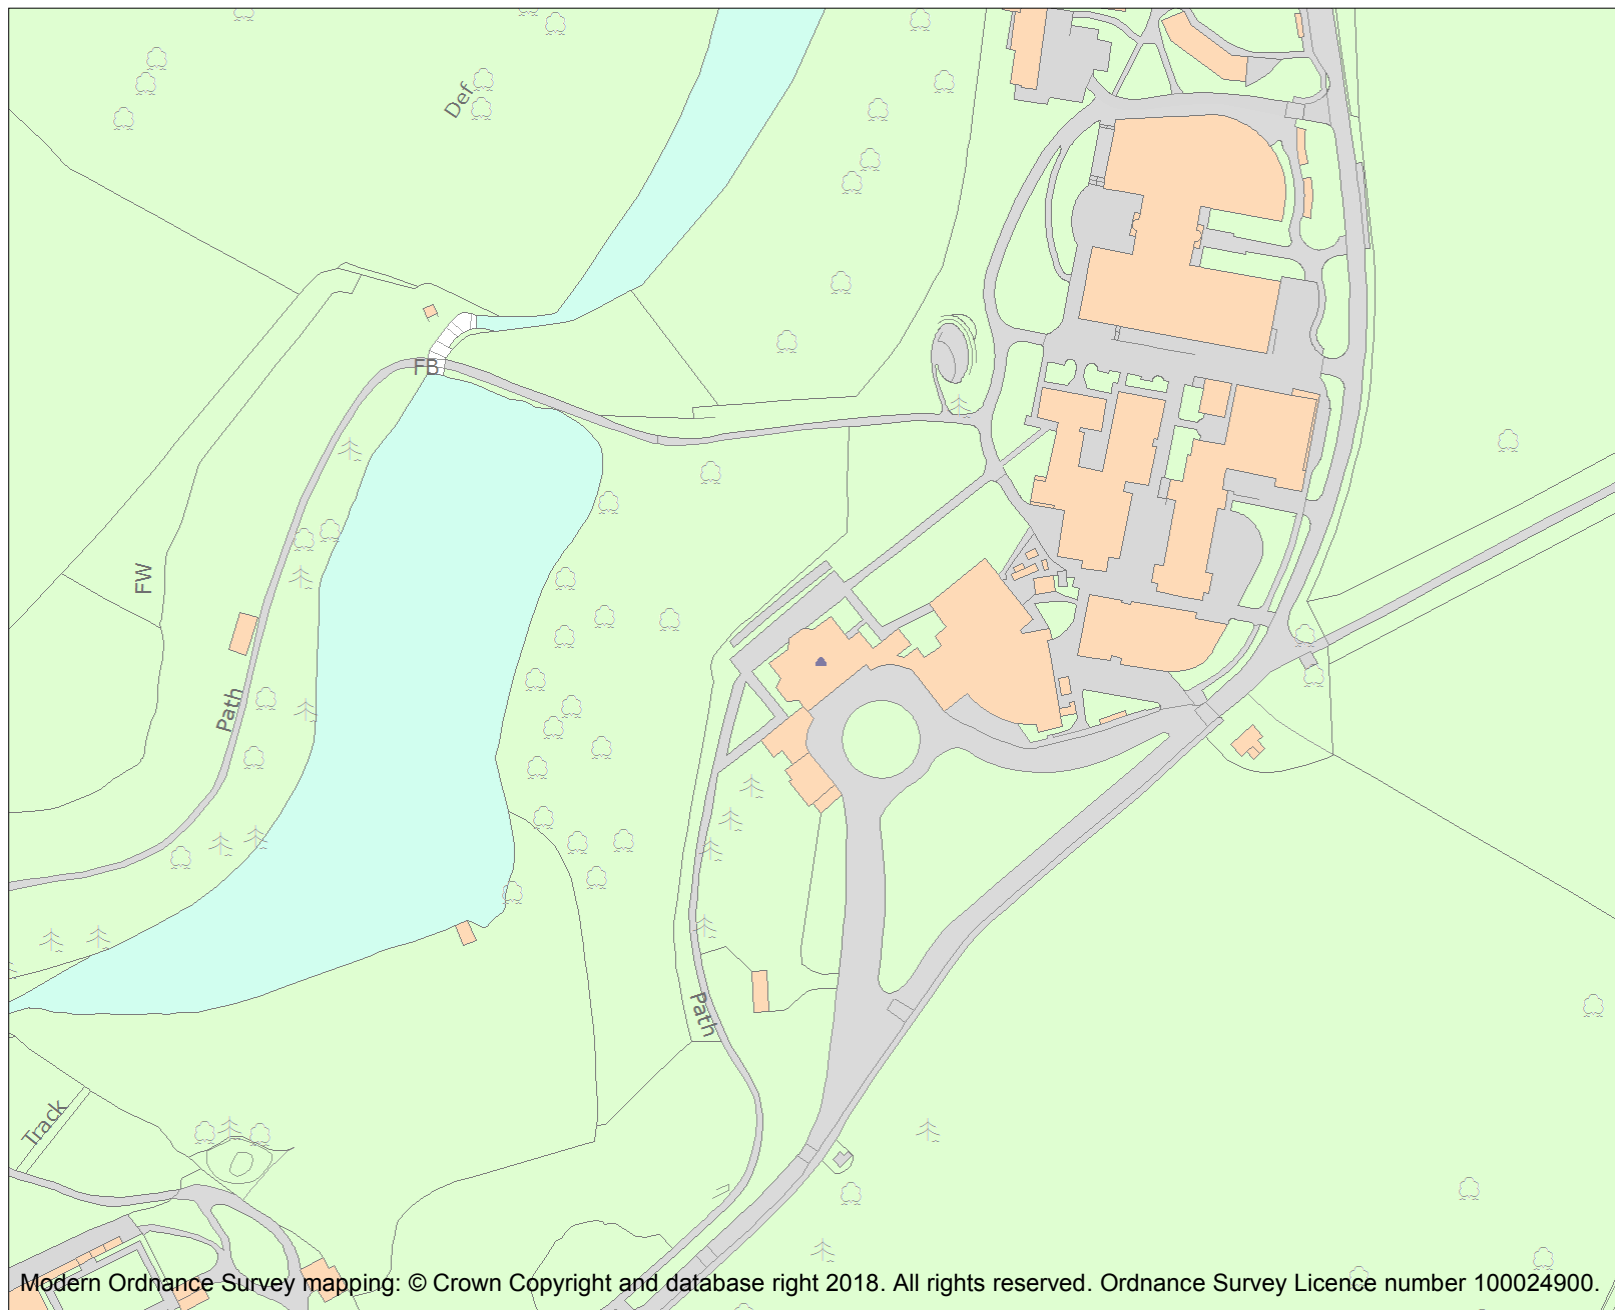 Def
FB
FW
Path
Path
Track
Modern Ordnance Survey mapping: © Crown Copyright and database right 2018. All rights reserved. Ordnance Survey Licence number 100024900.